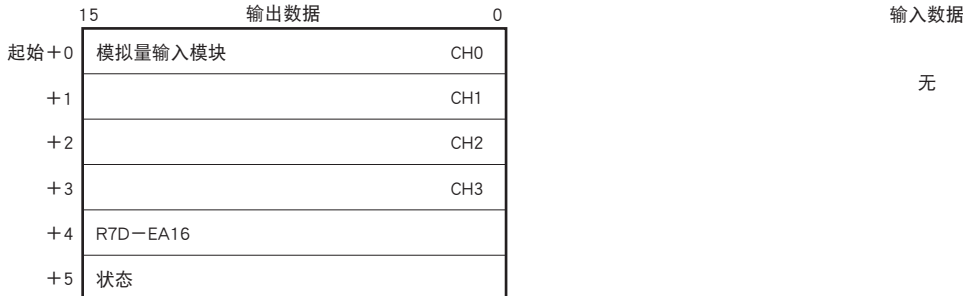 15 输出数据 0 输入数据
起始＋0 模拟量输入模块 CH0
＋1 CH1 无
＋2 CH2
＋3 CH3
＋4 R7D－EA16
＋5 状态